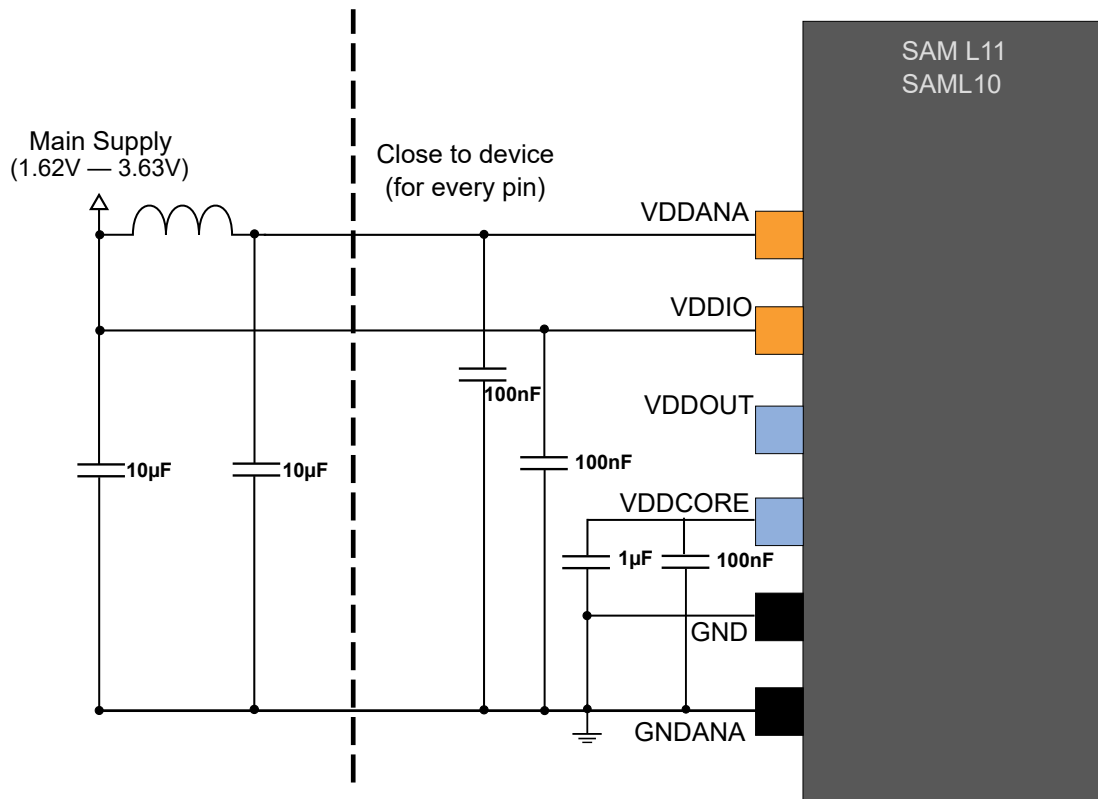 SAM L11
SAML10
Main Supply
(1.62V — 3.63V)
Close to device
(for every pin)
VDDANA
VDDIO
100nF
VDDOUT
10µF
10µF
100nF
VDDCORE
1µF
100nF
GND
GNDANA